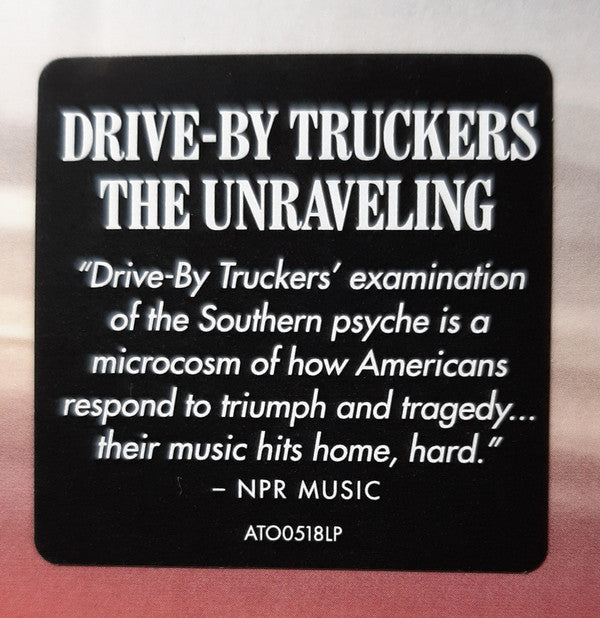 DRIVE-BY TRUCKERS
THE UNRAVELING
“Drive-By Truckers’ examination
of the Southern psyche is a
microcosm of how Americans
respond to triumph and tragedy...
their music hits home, hard.”
– NPR MUSIC
ATO0518LP